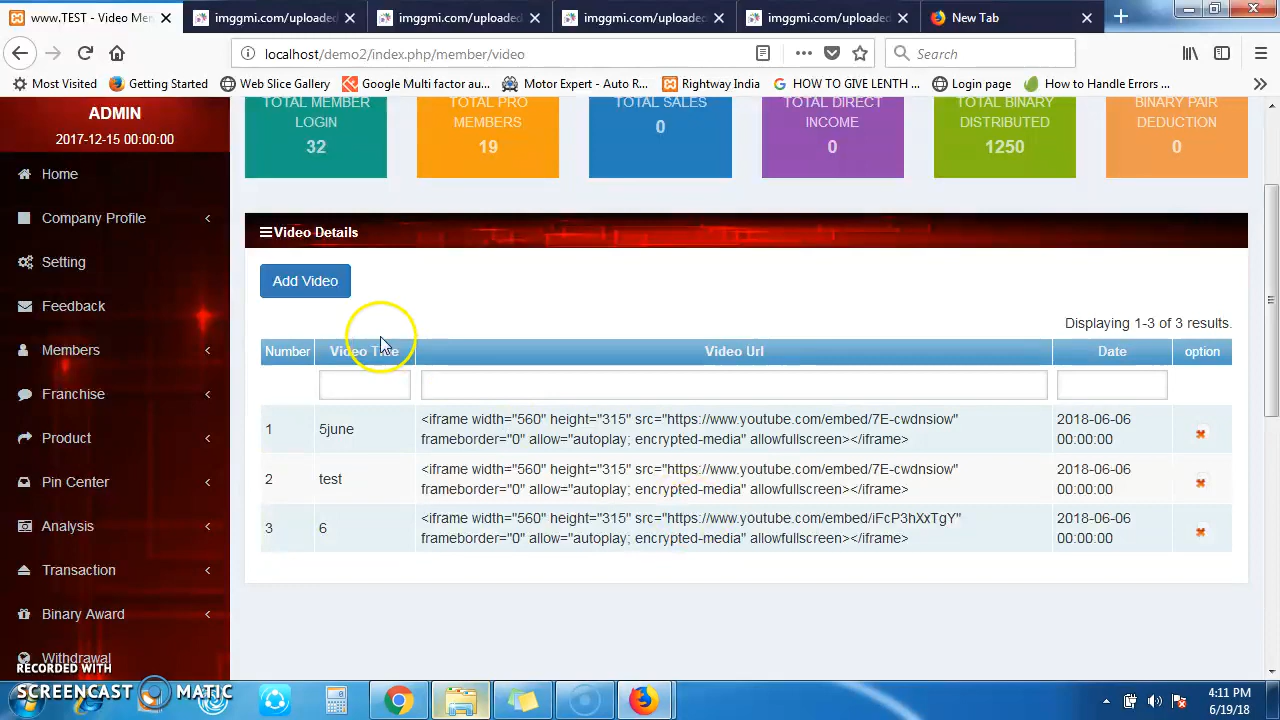 www.TEST - Video Mer
imggmi.com/uploaded
imggmi.com/uploaded
imggmi.com/uploaded
imggmi.com/uploaded
New Tab
localhost/demo2/index.php/member/video
Search
Most Visited
Getting Started
Web Slice Gallery
Google Multi factor au...
Motor Expert - Auto R...
Rightway India
HOW TO GIVE LENTH ...
Login page
How to Handle Errors ...
ADMIN
2017-12-15 00:00:00
Home
Company Profile
Setting
Feedback
Members
Franchise
Product
Pin Center
Analysis
Transaction
Binary Award
Withdrawal
TOTAL MEMBER LOGIN
32
TOTAL PRO MEMBERS
19
TOTAL SALES
0
TOTAL DIRECT INCOME
0
TOTAL BINARY DISTRIBUTED
1250
BINARY PAIR DEDUCTION
0
Video Details
Add Video
Displaying 1-3 of 3 results.
Number Video Title Video Url Date option
1 5june <iframe width="560" height="315" src="https://www.youtube.com/embed/7E-cwdnsiow" 2018-06-06
frameborder="0" allow="autoplay; encrypted-media" allowfullscreen></iframe> 00:00:00
2 test <iframe width="560" height="315" src="https://www.youtube.com/embed/7E-cwdnsiow" 2018-06-06
frameborder="0" allow="autoplay; encrypted-media" allowfullscreen></iframe> 00:00:00
3 6 <iframe width="560" height="315" src="https://www.youtube.com/embed/iFcP3hXxTgY" 2018-06-06
frameborder="0" allow="autoplay; encrypted-media" allowfullscreen></iframe> 00:00:00
RECORDED WITH
SCREENCAST MATIC
4:11 PM
6/19/18